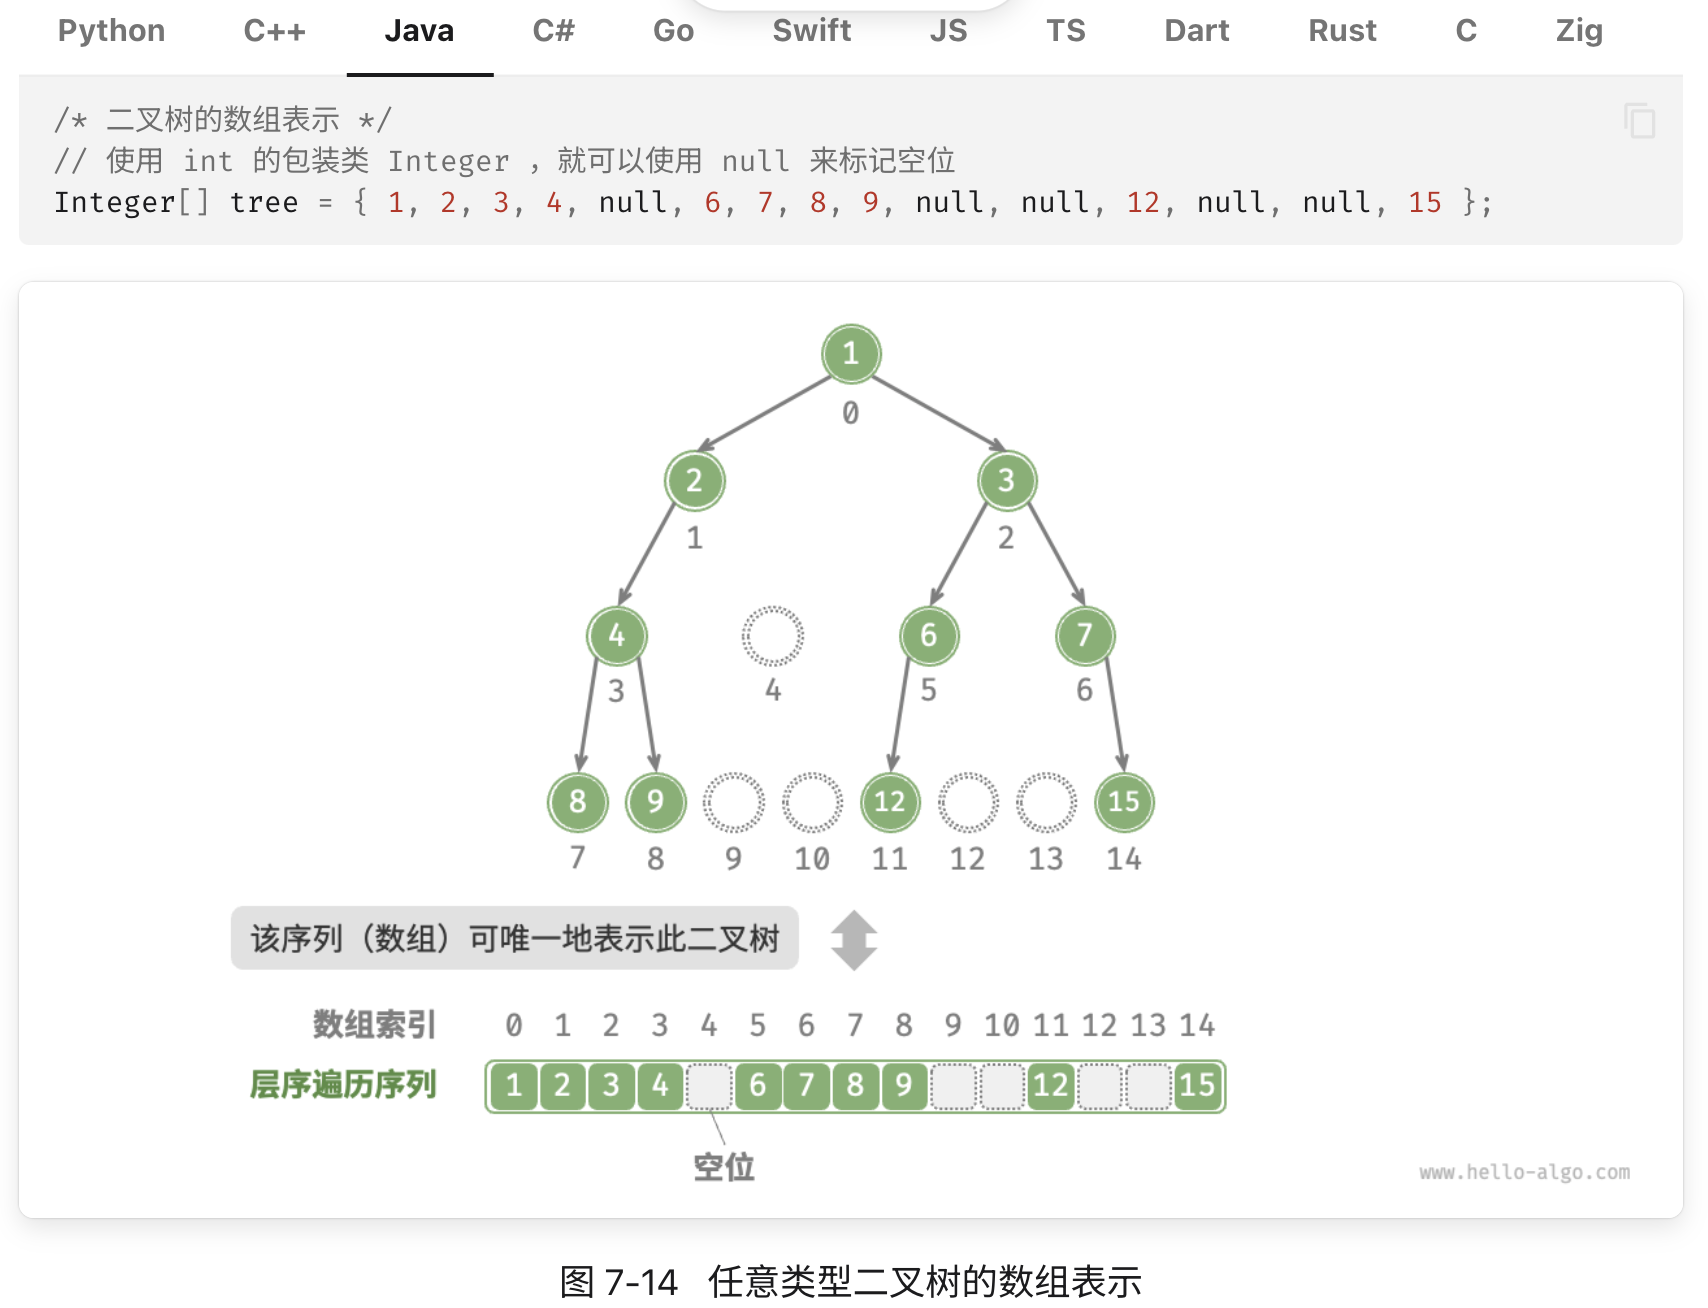 Python C++ Java C# Go Swift JS TS Dart Rust C Zig
/* 二叉树的数组表示 */
// 使用 int 的包装类 Integer ，就可以使用 null 来标记空位
Integer[] tree = { 1, 2, 3, 4, null, 6, 7, 8, 9, null, null, 12, null, null, 15 };
1
0
2 3
1 2
4 6 7
3 4 5 6
8 9 12 15
7 8 9 10 11 12 13 14
该序列（数组）可唯一地表示此二叉树
数组索引 0 1 2 3 4 5 6 7 8 9 10 11 12 13 14
层序遍历序列 1 2 3 4 6 7 8 9 12 15
空位
www.hello-algo.com
图 7-14 任意类型二叉树的数组表示